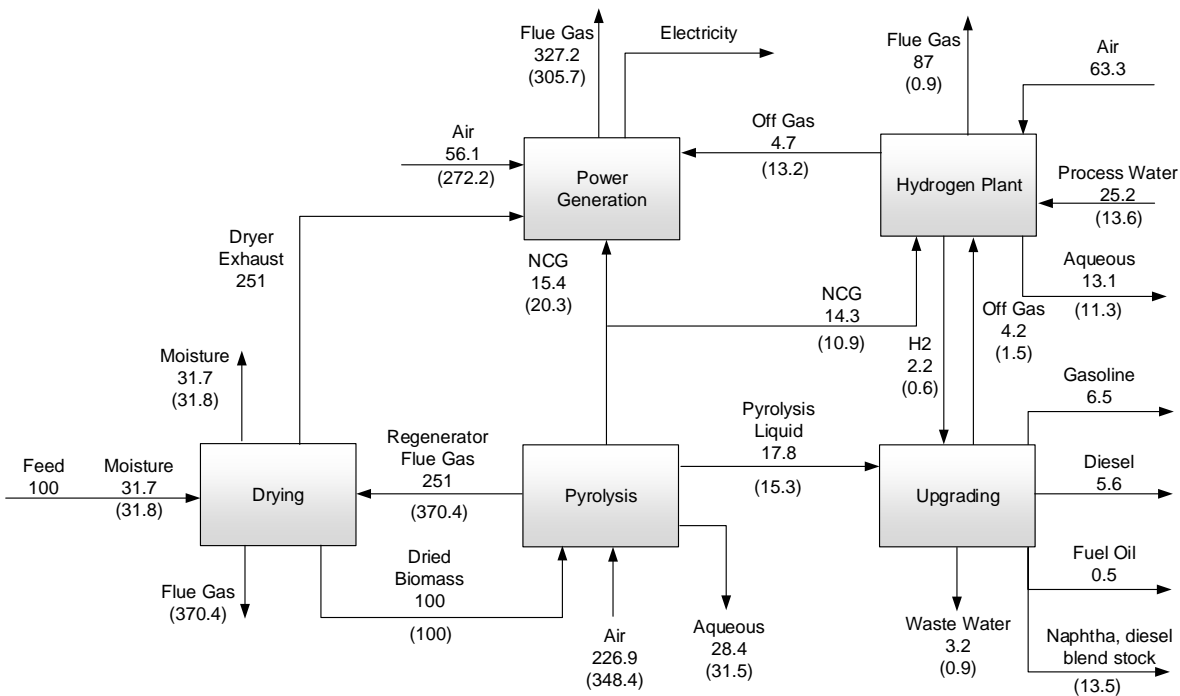 Flue Gas
327.2
(305.7)
Electricity
Flue Gas
87
(0.9)
Air
63.3
Air
56.1
(272.2)
Off Gas
4.7
(13.2)
Power
Generation
Hydrogen Plant
Process Water
25.2
(13.6)
Dryer
Exhaust
251
NCG
15.4
(20.3)
NCG
14.3
(10.9)
H2
2.2
(0.6)
Off Gas
4.2
(1.5)
Aqueous
13.1
(11.3)
Moisture
31.7
(31.8)
Gasoline
6.5
Feed
100
Moisture
31.7
(31.8)
Drying
Regenerator
Flue Gas
251
(370.4)
Pyrolysis
Pyrolysis
Liquid
17.8
(15.3)
Upgrading
Diesel
5.6
Fuel Oil
0.5
Flue Gas
(370.4)
Dried
Biomass
100
(100)
Air
226.9
(348.4)
Aqueous
28.4
(31.5)
Waste Water
3.2
(0.9)
Naphtha, diesel
blend stock
(13.5)